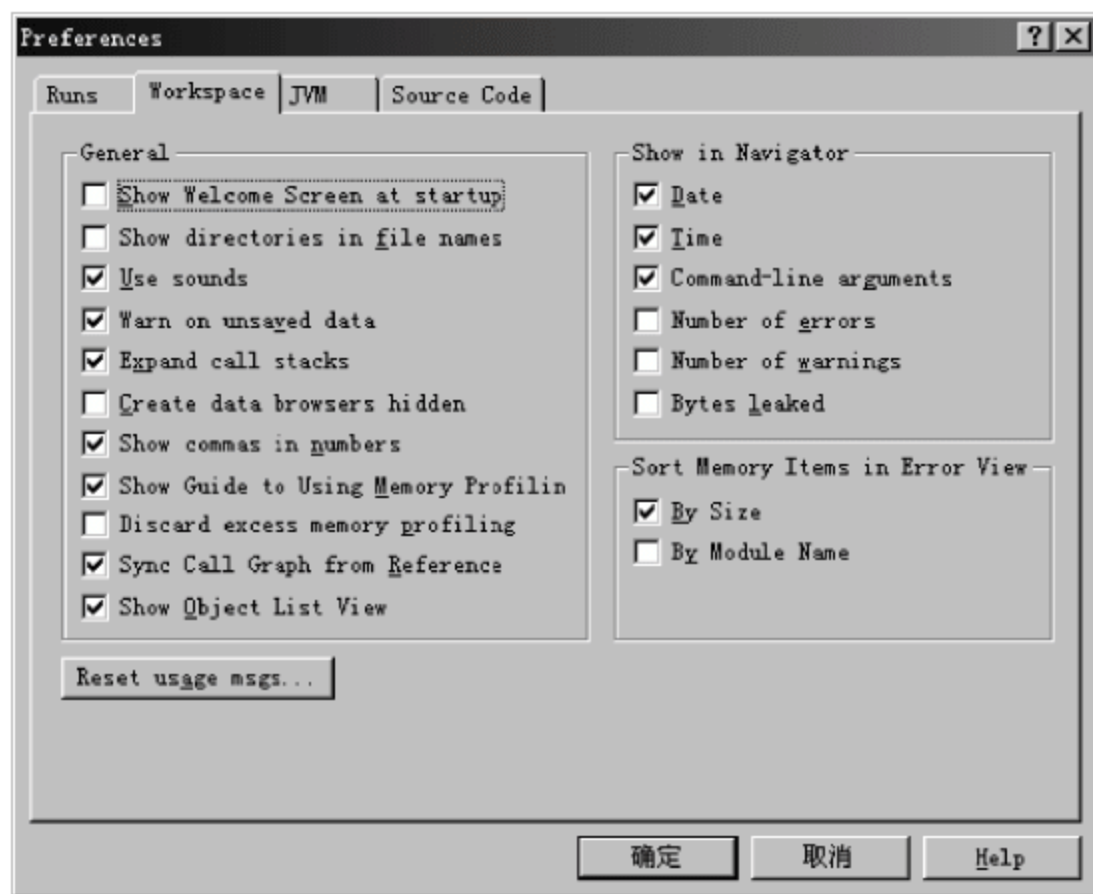 Preferences
Runs
Workspace
JVM
Source Code
General
Show Welcome Screen at startup
Show directories in file names
Use sounds
Warn on unsaved data
Expand call stacks
Create data browsers hidden
Show commas in numbers
Show Guide to Using Memory Profilin
Discard excess memory profiling
Sync Call Graph from Reference
Show Object List View
Reset usage msgs...
Show in Navigator
Date
Time
Command-line arguments
Number of errors
Number of warnings
Bytes leaked
Sort Memory Items in Error View
By Size
By Module Name
确定
取消
Help